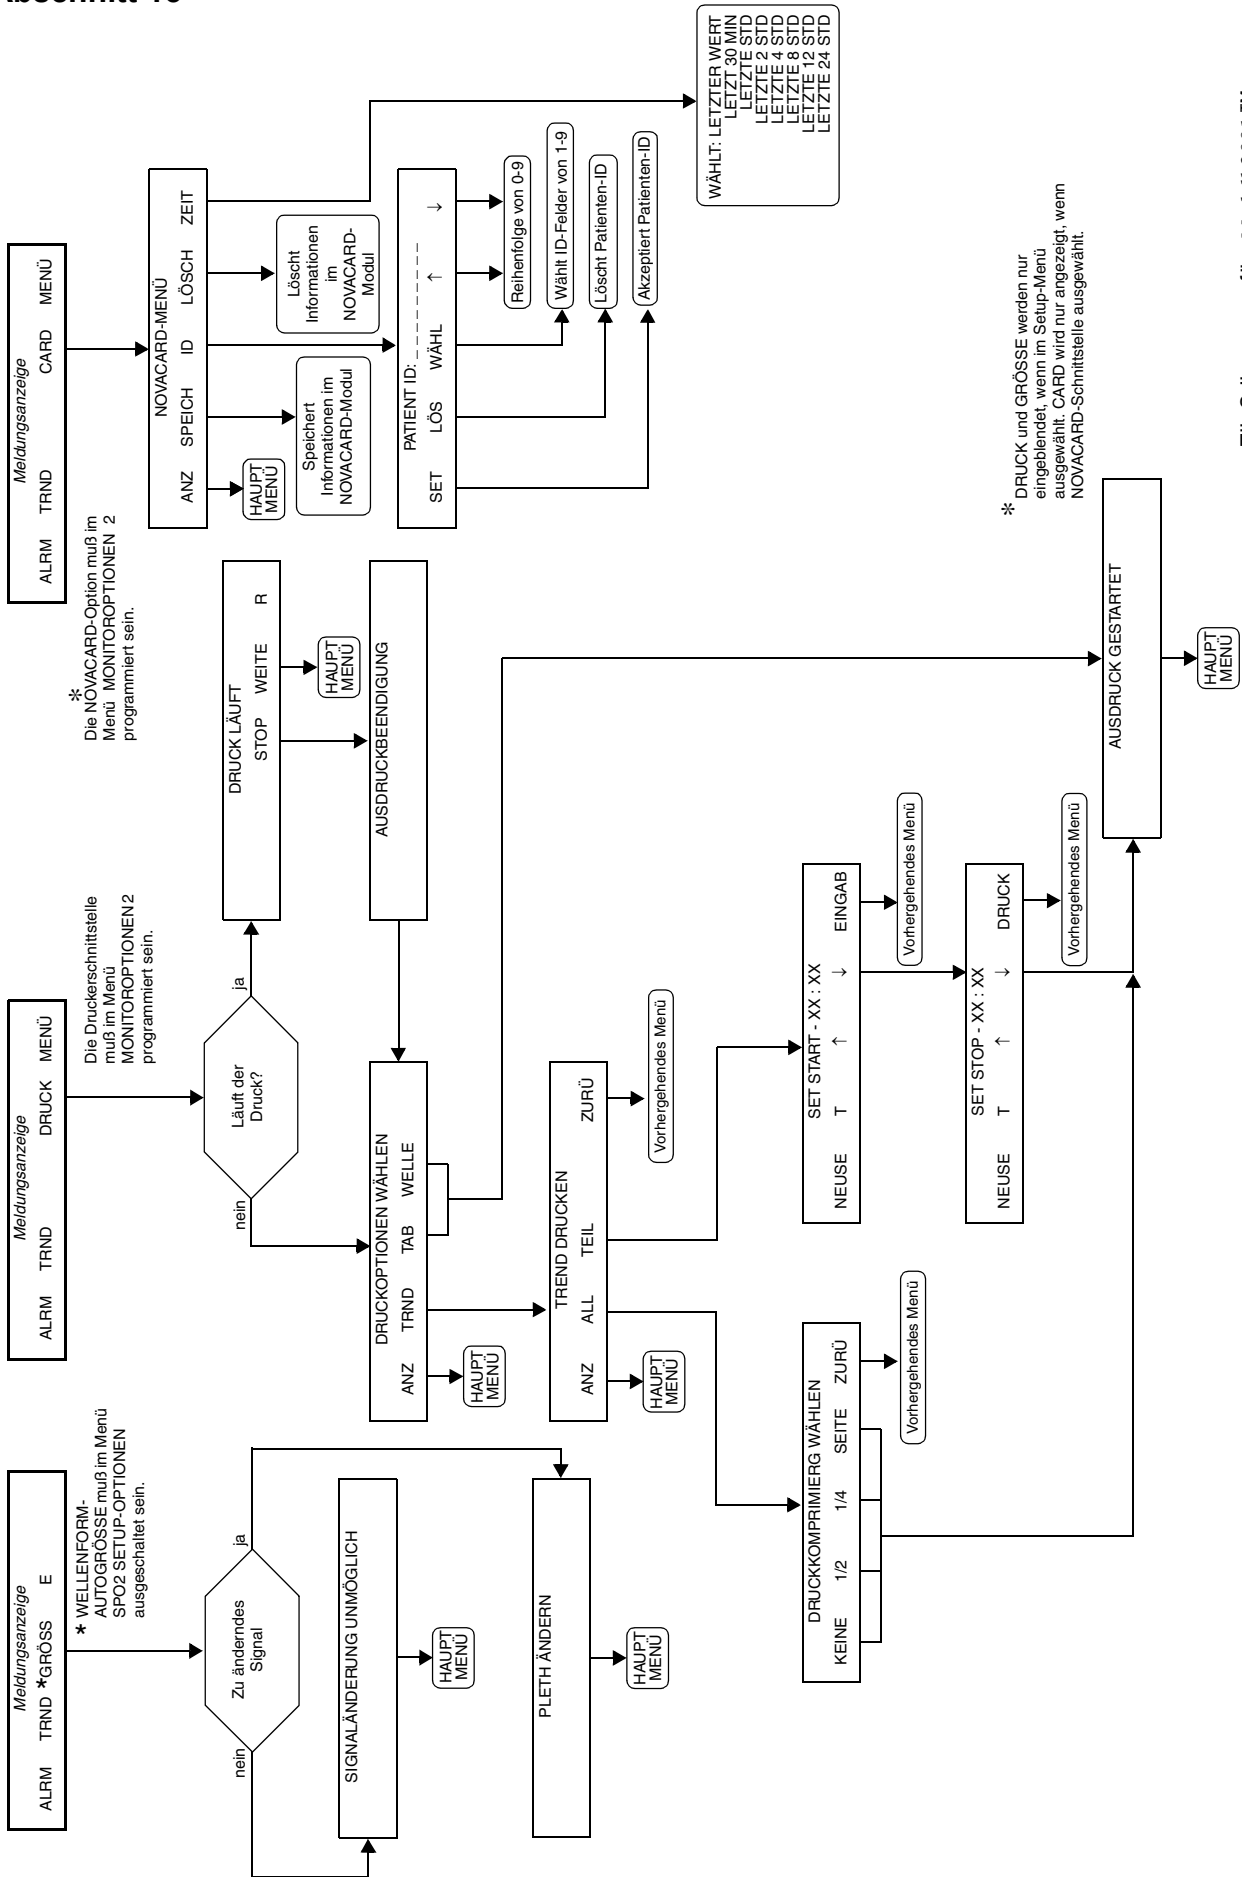 Meldungsanzeige
ALRM TRND *GRÖSS E
* WELLENFORM-
AUTOGRÖSSE muß im Menü
SPO2 SETUP-OPTIONEN
ausgeschaltet sein.
Zu änderndes
Signal
nein
ja
SIGNALÄNDERUNG UNMÖGLICH
HAUPT
MENÜ
PLETH ÄNDERN
HAUPT
MENÜ
Meldungsanzeige
ALRM TRND DRUCK MENÜ
Die Druckerschnittstelle
muß im Menü
MONITOROPTIONEN 2
programmiert sein.
Läuft der
Druck?
nein
ja
DRUCK LÄUFT
STOP WEITE R
HAUPT
MENÜ
AUSDRUCKBEENDIGUNG
DRUCKOPTIONEN WÄHLEN
ANZ TRND TAB WELLE
HAUPT
MENÜ
TREND DRUCKEN
ANZ ALL TEIL ZURÜ
HAUPT
MENÜ
Vorhergehendes Menü
DRUCKKOMPRIMIERG WÄHLEN
KEINE 1/2 1/4 SEITE ZURÜ
Vorhergehendes Menü
SET START - XX : XX
NEUSE T ↑ ↓ EINGAB
Vorhergehendes Menü
SET STOP - XX : XX
NEUSE T ↑ ↓ DRUCK
Vorhergehendes Menü
AUSDRUCK GESTARTET
HAUPT
MENÜ
Meldungsanzeige
ALRM TRND CARD MENÜ
*
Die NOVACARD-Option muß im
Menü MONITOROPTIONEN 2
programmiert sein.
NOVACARD-MENÜ
ANZ SPEICH ID LÖSCH ZEIT
HAUPT
MENÜ
Speichert
Informationen im
NOVACARD-Modul
Löscht
Informationen
im
NOVACARD-
Modul
PATIENT ID: _ _ _ _ _ _ _ _ _
SET LÖS WÄHL ↑ ↓
Reihenfolge von 0-9
Wählt ID-Felder von 1-9
Löscht Patienten-ID
Akzeptiert Patienten-ID
WÄHLT: LETZTER WERT
LETZT 30 MIN
LETZTE STD
LETZTE 2 STD
LETZTE 4 STD
LETZTE 8 STD
LETZTE 12 STD
LETZTE 24 STD
* DRUCK und GRÖSSE werden nur
eingeblendet, wenn im Setup-Menü
ausgewählt. CARD wird nur angezeigt, wenn
NOVACARD-Schnittstelle ausgewählt.